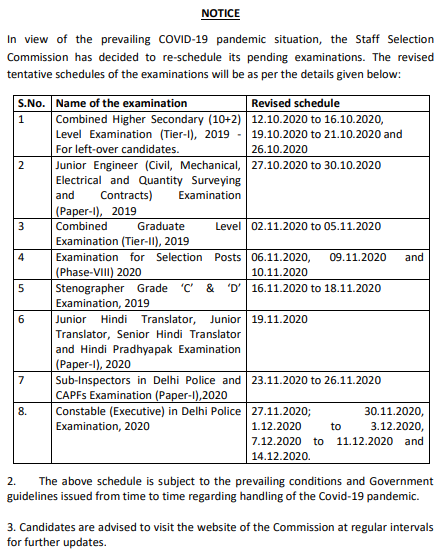 NOTICE
In view of the prevailing COVID-19 pandemic situation, the Staff Selection
Commission has decided to re-schedule its pending examinations. The revised
tentative schedules of the examinations will be as per the details given below:
S.No. Name of the examination Revised schedule
1 Combined Higher Secondary (10+2) 12.10.2020 to 16.10.2020,
Level Examination (Tier-I), 2019 - 19.10.2020 to 21.10.2020 and
For left-over candidates. 26.10.2020
2 Junior Engineer (Civil, Mechanical, 27.10.2020 to 30.10.2020
Electrical and Quantity Surveying
and Contracts) Examination
(Paper-I), 2019
3 Combined Graduate Level 02.11.2020 to 05.11.2020
Examination (Tier-II), 2019
4 Examination for Selection Posts 06.11.2020, 09.11.2020 and
(Phase-VIII) 2020 10.11.2020
5 Stenographer Grade ‘C’ & ‘D’ 16.11.2020 to 18.11.2020
Examination, 2019
6 Junior Hindi Translator, Junior 19.11.2020
Translator, Senior Hindi Translator
and Hindi Pradhyapak Examination
(Paper-I), 2020
7 Sub-Inspectors in Delhi Police and 23.11.2020 to 26.11.2020
CAPFs Examination (Paper-I),2020
8. Constable (Executive) in Delhi Police 27.11.2020; 30.11.2020,
Examination, 2020 1.12.2020 to 3.12.2020,
7.12.2020 to 11.12.2020 and
14.12.2020.
2. The above schedule is subject to the prevailing conditions and Government
guidelines issued from time to time regarding handling of the Covid-19 pandemic.
3. Candidates are advised to visit the website of the Commission at regular intervals
for further updates.